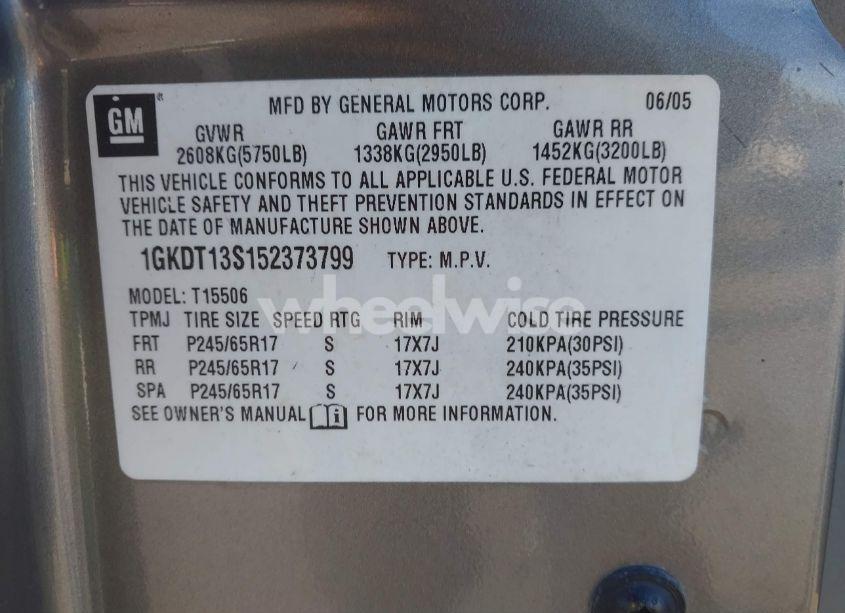 GM ® MFD BY GENERAL MOTORS CORP. 06/05
GVWR GAWR FRT GAWR RR
2608KG(5750LB) 1338KG(2950LB) 1452KG(3200LB)
THIS VEHICLE CONFORMS TO ALL APPLICABLE U.S. FEDERAL MOTOR
VEHICLE SAFETY AND THEFT PREVENTION STANDARDS IN EFFECT ON
THE DATE OF MANUFACTURE SHOWN ABOVE.
1GKDT13S152373799 TYPE: M.P.V.
MODEL: T15506
wheelwise
TPMJ TIRE SIZE SPEED RTG RIM COLD TIRE PRESSURE
FRT P245/65R17 S 17X7J 210KPA(30PSI)
RR P245/65R17 S 17X7J 240KPA(35PSI)
SPA P245/65R17 S 17X7J 240KPA(35PSI)
SEE OWNER'S MANUAL i FOR MORE INFORMATION.